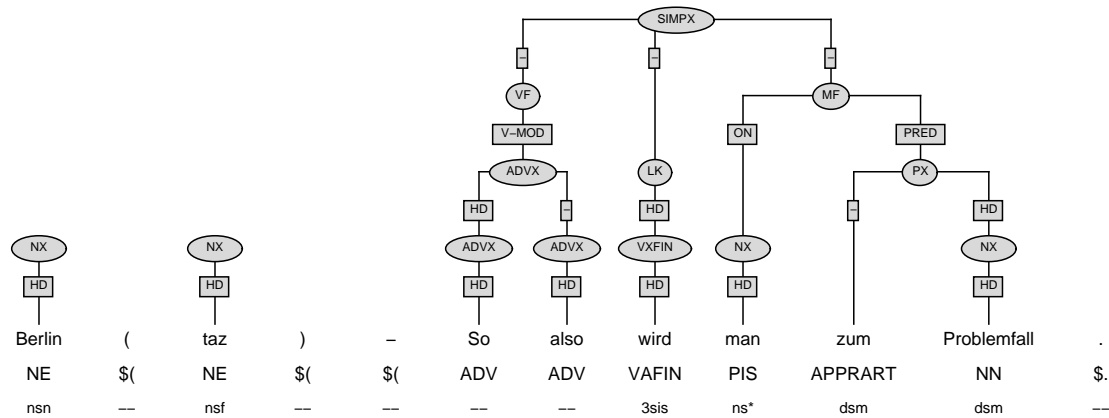 SIMPX
– – –
VF MF
V–MOD ON PRED
ADVX LK PX
HD – HD – HD
NX NX ADVX ADVX VXFIN NX NX
HD HD HD HD HD HD HD
Berlin ( taz ) – So also wird man zum Problemfall .
NE $( NE $( $( ADV ADV VAFIN PIS APPRART NN $.
nsn –– nsf –– –– –– –– 3sis ns* dsm dsm ––